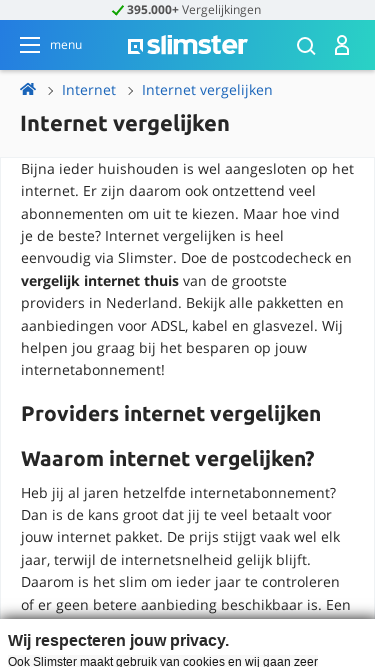 395.000+ Vergelijkingen
menu
slimster
Internet
Internet vergelijken
Internet vergelijken
Bijna ieder huishouden is wel aangesloten op het
internet. Er zijn daarom ook ontzettend veel
abonnementen om uit te kiezen. Maar hoe vind
je de beste? Internet vergelijken is heel
eenvoudig via Slimster. Doe de postcodecheck en
vergelijk internet thuis van de grootste
providers in Nederland. Bekijk alle pakketten en
aanbiedingen voor ADSL, kabel en glasvezel. Wij
helpen jou graag bij het besparen op jouw
internetabonnement!
Providers internet vergelijken
Waarom internet vergelijken?
Heb jij al jaren hetzelfde internetabonnement?
Dan is de kans groot dat jij te veel betaalt voor
jouw internet pakket. De prijs stijgt vaak wel elk
jaar, terwijl de internetsnelheid gelijk blijft.
Daarom is het slim om ieder jaar te controleren
of er geen betere aanbieding beschikbaar is. Een
Wij respecteren jouw privacy.
Ook Slimster maakt gebruik van cookies en wij gaan zeer